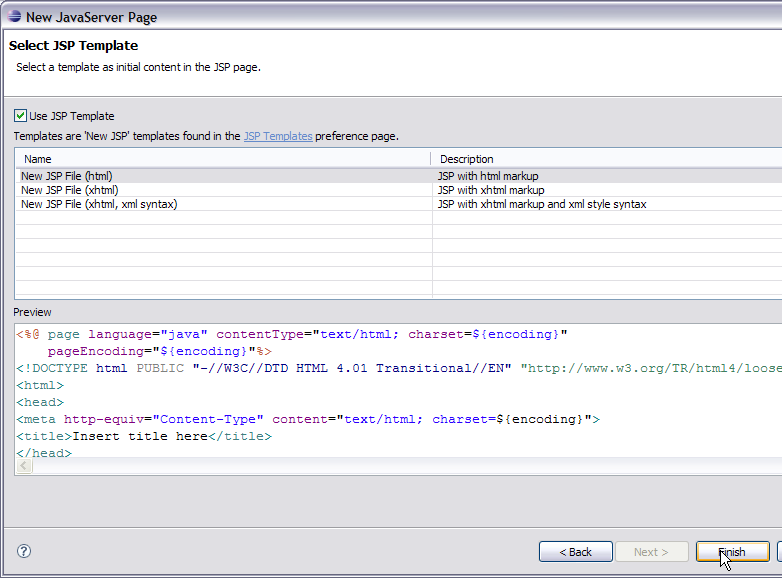 New JavaServer Page
Select JSP Template
Select a template as initial content in the JSP page.
Use JSP Template
Templates are 'New JSP' templates found in the JSP Templates preference page.
Name Description
New JSP File (html) JSP with html markup
New JSP File (xhtml) JSP with xhtml markup
New JSP File (xhtml, xml syntax) JSP with xhtml markup and xml style syntax
Preview
<%@ page language="java" contentType="text/html; charset=${encoding}"
pageEncoding="${encoding}"%>
<!DOCTYPE html PUBLIC "-//W3C//DTD HTML 4.01 Transitional//EN" "http://www.w3.org/TR/html4/loose
<html>
<head>
<meta http-equiv="Content-Type" content="text/html; charset=${encoding}">
<title>Insert title here</title>
</head>
? < Back Next > Finish